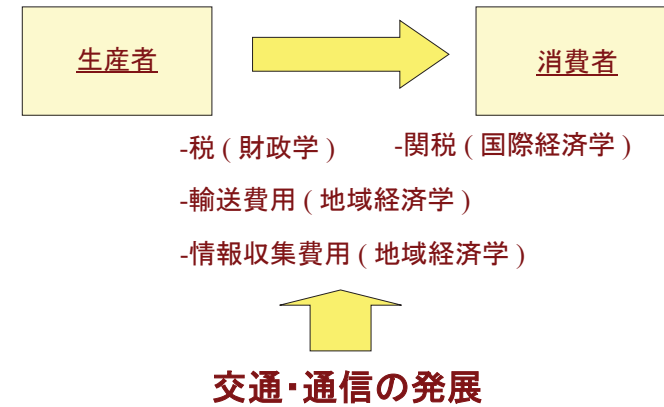 生産者
消費者
-税 ( 財政学 ) -関税 ( 国際経済学 )
-輸送費用 ( 地域経済学 )
-情報収集費用 ( 地域経済学 )
交通・通信の発展